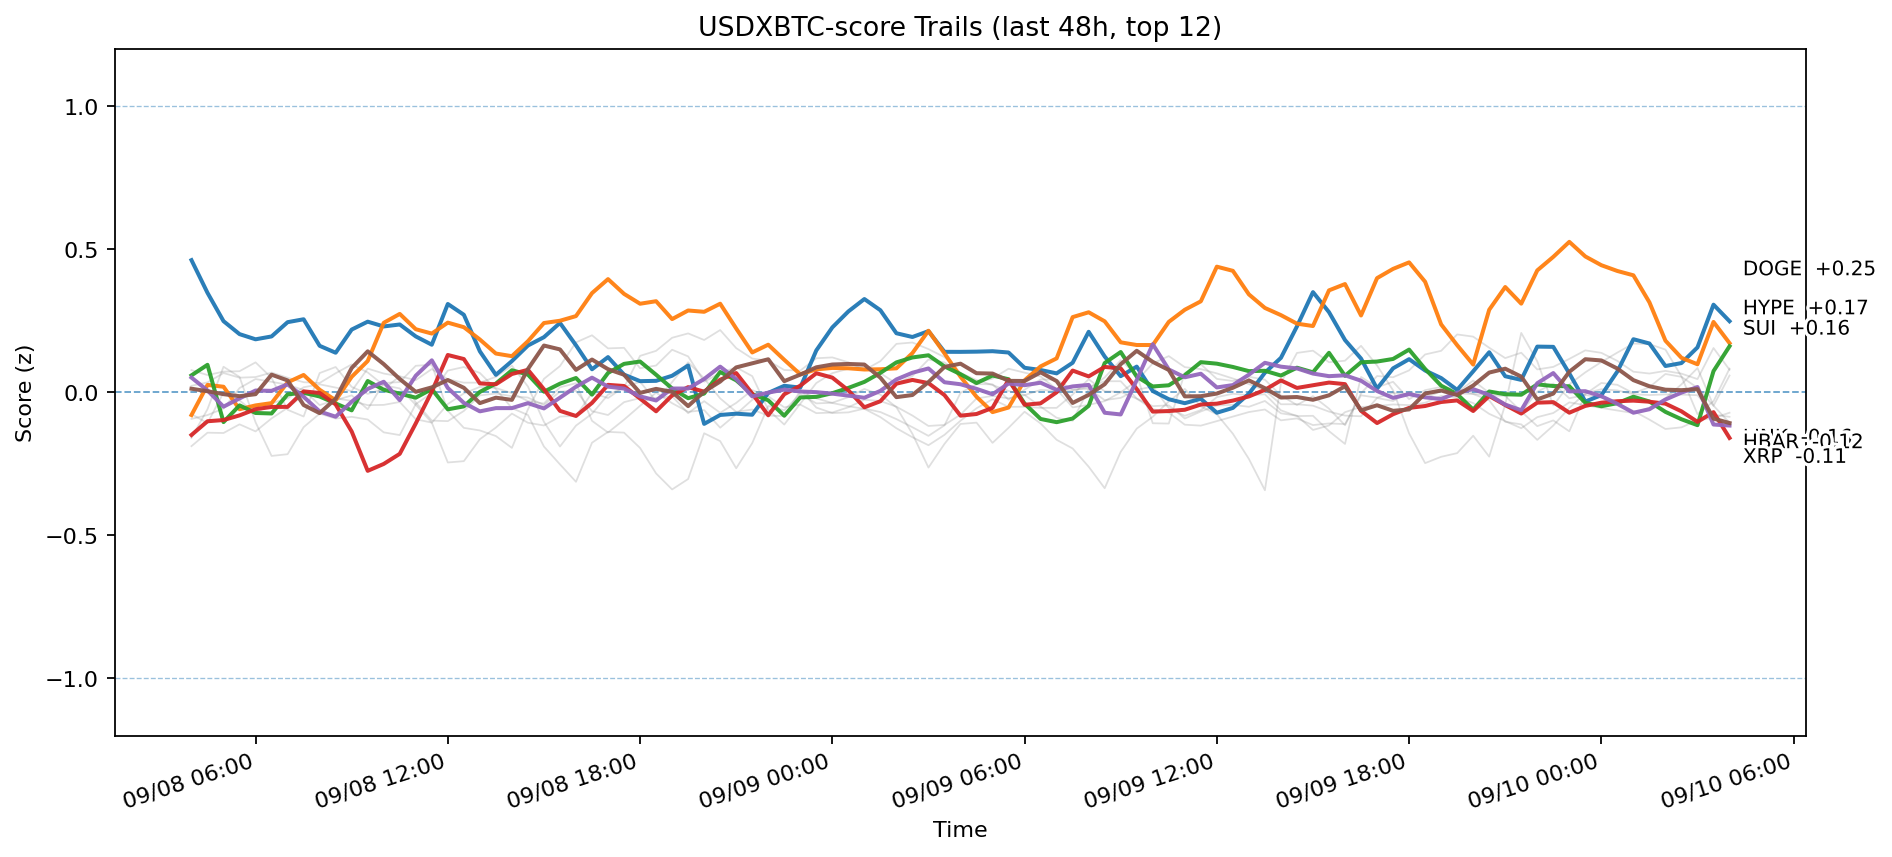 USDXBTC-score Trails (last 48h, top 12)
Score (z)
1.0
0.5
0.0
−0.5
−1.0
DOGE +0.25
HYPE +0.17
SUI +0.16
HBAR -0.12
XRP -0.11
09/08 06:00
09/08 12:00
09/08 18:00
09/09 00:00
09/09 06:00
09/09 12:00
09/09 18:00
09/10 00:00
09/10 06:00
Time